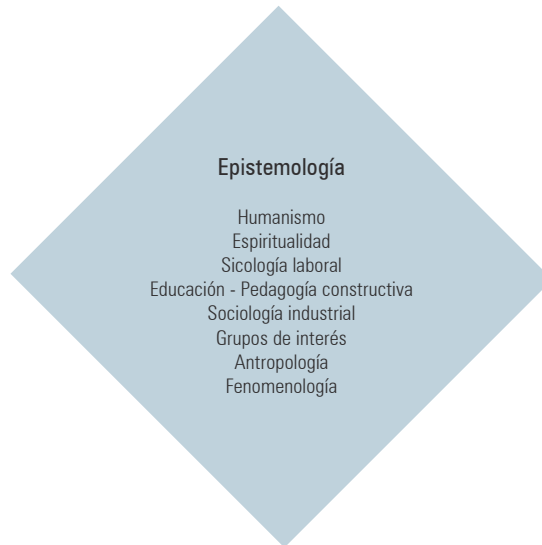 Epistemología
Humanismo
Espiritualidad
Sicología laboral
Educación - Pedagogía constructiva
Sociología industrial
Grupos de interés
Antropología
Fenomenología